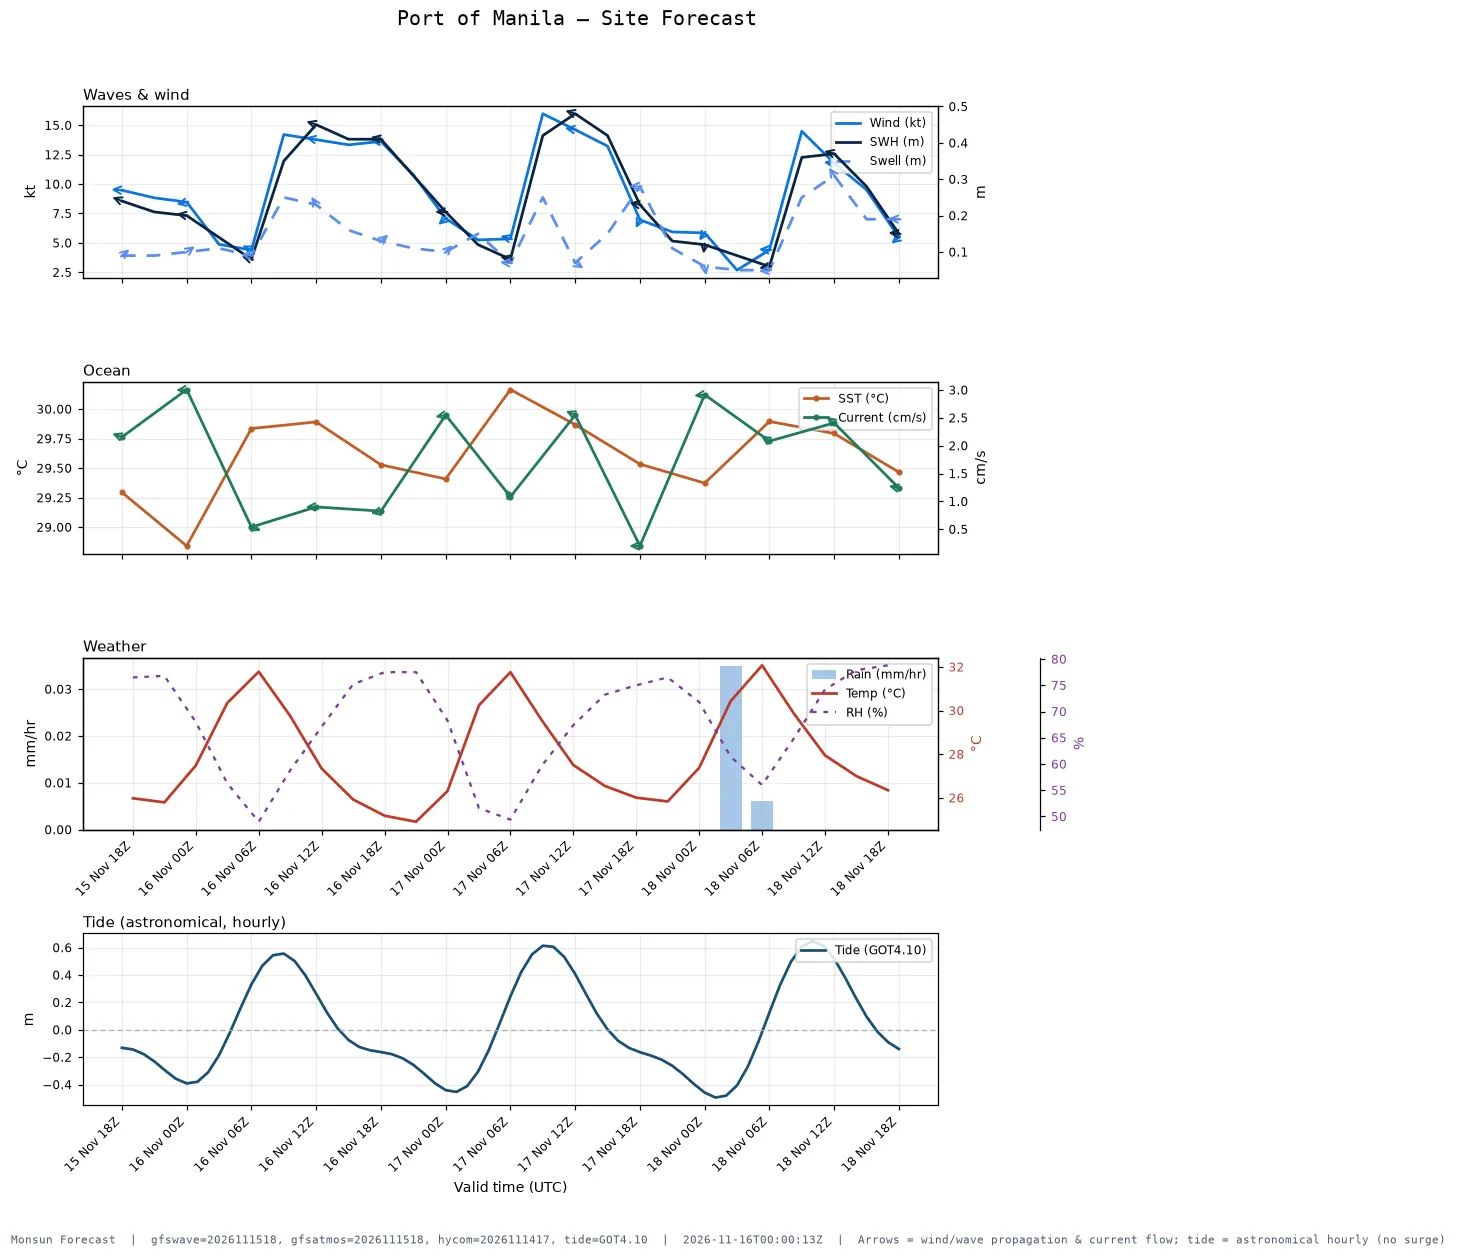 Port of Manila — Site Forecast
Waves & wind
15.0
12.5
10.0
7.5
5.0
2.5
kt
0.5
0.4
0.3
0.2
0.1
m
Wind (kt)
SWH (m)
Swell (m)
Ocean
30.00
29.75
29.50
29.25
29.00
°C
3.0
2.5
2.0
1.5
1.0
0.5
cm/s
SST (°C)
Current (cm/s)
Weather
0.03
0.02
0.01
0.00
mm/hr
32
30
28
26
°C
80
75
70
65
60
55
50
%
Rain (mm/hr)
Temp (°C)
RH (%)
15 Nov 18Z
16 Nov 00Z
16 Nov 06Z
16 Nov 12Z
16 Nov 18Z
17 Nov 00Z
17 Nov 06Z
17 Nov 12Z
17 Nov 18Z
18 Nov 00Z
18 Nov 06Z
18 Nov 12Z
18 Nov 18Z
Tide (astronomical, hourly)
0.6
0.4
0.2
0.0
−0.2
−0.4
m
Tide (GOT4.10)
15 Nov 18Z
16 Nov 00Z
16 Nov 06Z
16 Nov 12Z
16 Nov 18Z
17 Nov 00Z
17 Nov 06Z
17 Nov 12Z
17 Nov 18Z
18 Nov 00Z
18 Nov 06Z
18 Nov 12Z
18 Nov 18Z
Valid time (UTC)
Monsun Forecast | gfswave=2026111518, gfsatmos=2026111518, hycom=2026111417, tide=GOT4.10 | 2026-11-16T00:00:13Z | Arrows = wind/wave propagation & current flow; tide = astronomical hourly (no surge)